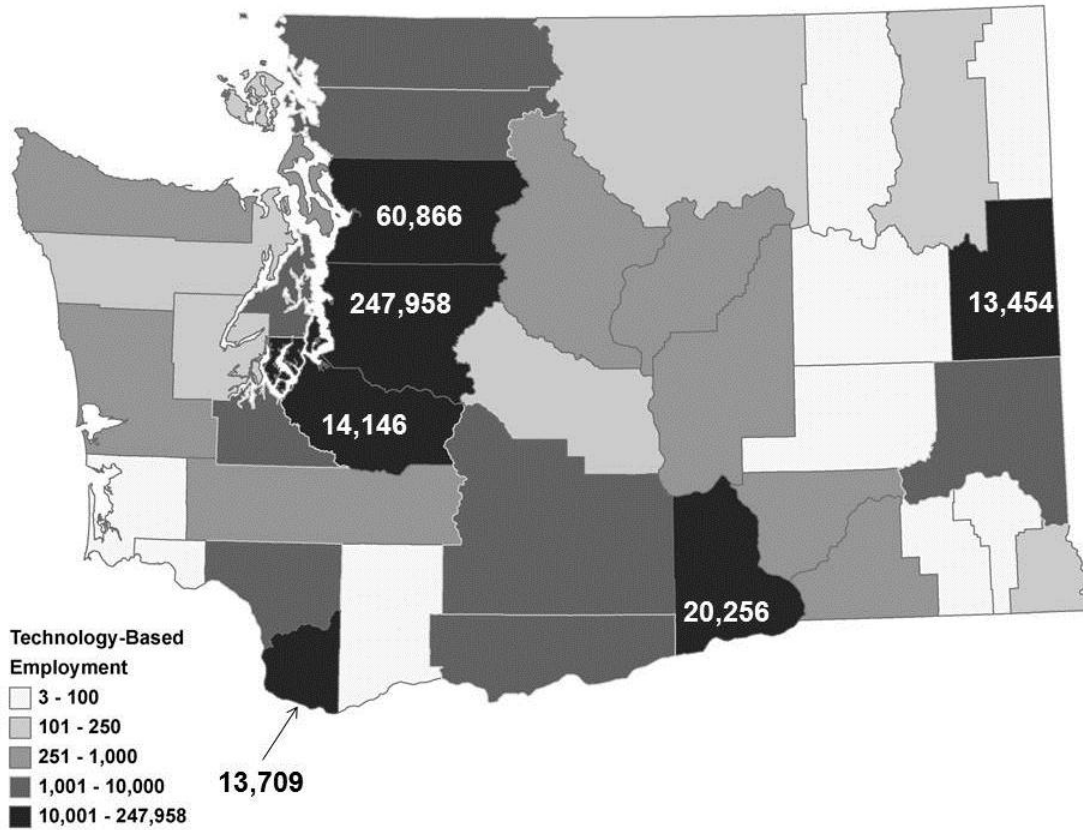 60,866
247,958
13,454
14,146
20,256
Technology-Based
Employment
3 - 100
101 - 250
251 - 1,000
1,001 - 10,000
10,001 - 247,958
13,709